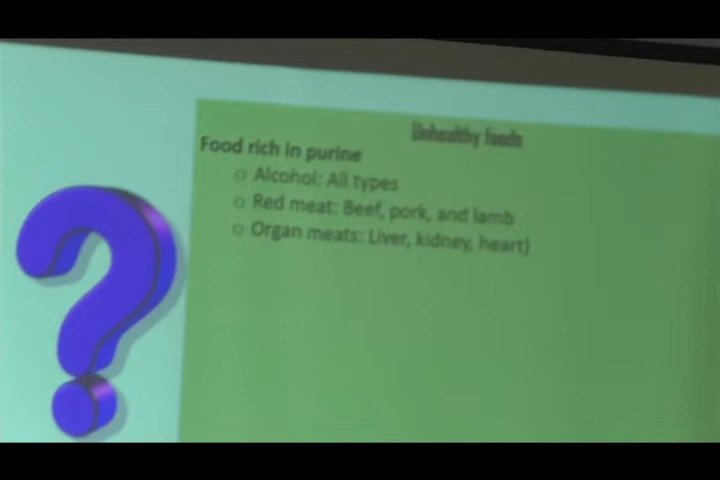 Unhealthy foods
Food rich in purine
o Alcohol: All types
o Red meat: Beef, pork, and lamb
o Organ meats: Liver, kidney, heart)